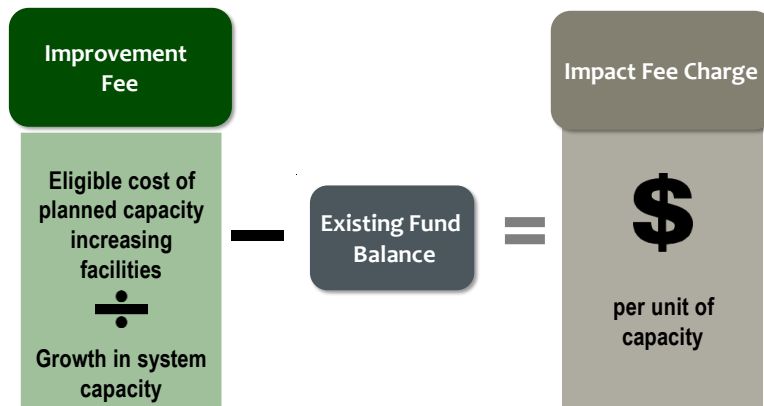 Improvement
Fee
Eligible cost of
planned capacity
increasing
facilities
÷
Growth in system
capacity
−
Existing Fund
Balance
=
Impact Fee Charge
$
per unit of
capacity